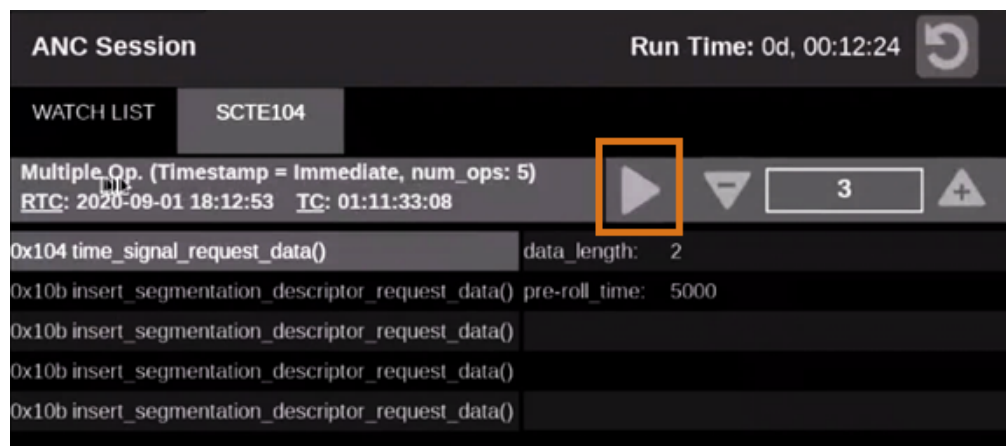 ANC Session Run Time: 0d, 00:12:24
WATCH LIST SCTE104
Multiple Op. (Timestamp = Immediate, num_ops: 5)
RTC: 2020-09-01 18:12:53 TC: 01:11:33:08
3
0x104 time_signal_request_data() data_length: 2
0x10b insert_segmentation_descriptor_request_data() pre-roll_time: 5000
0x10b insert_segmentation_descriptor_request_data()
0x10b insert_segmentation_descriptor_request_data()
0x10b insert_segmentation_descriptor_request_data()